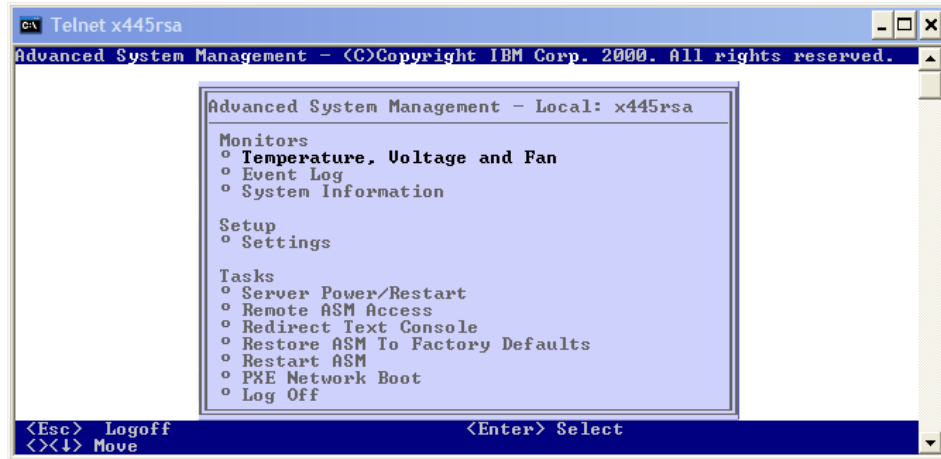 Telnet x445rsa
Advanced System Management - (C)Copyright IBM Corp. 2000. All rights reserved.
Advanced System Management - Local: x445rsa
Monitors
º Temperature, Voltage and Fan
º Event Log
º System Information
Setup
º Settings
Tasks
º Server Power/Restart
º Remote ASM Access
º Redirect Text Console
º Restore ASM To Factory Defaults
º Restart ASM
º PXE Network Boot
º Log Off
<Esc> Logoff <Enter> Select
<><↓> Move